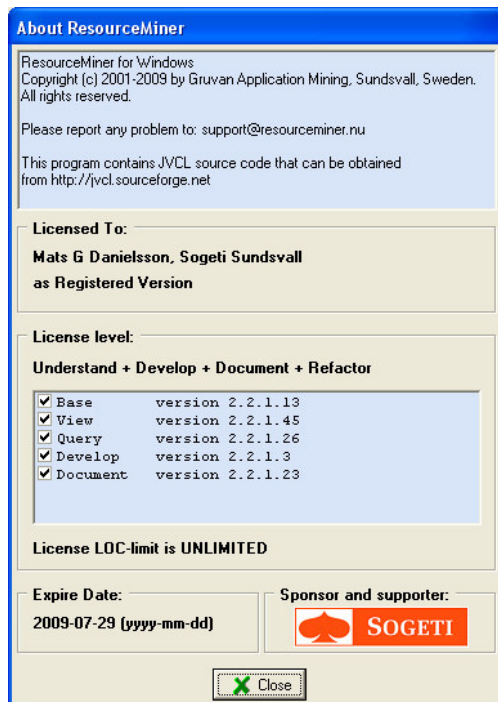 About ResourceMiner
ResourceMiner for Windows
Copyright (c) 2001-2009 by Gruvan Application Mining, Sundsvall, Sweden.
All rights reserved.
Please report any problem to: support@resourceminer.nu
This program contains JVCL source code that can be obtained
from http://jvcl.sourceforge.net
Licensed To:
Mats G Danielsson, Sogeti Sundsvall
as Registered Version
License level:
Understand + Develop + Document + Refactor
Base version 2.2.1.13
View version 2.2.1.45
Query version 2.2.1.26
Develop version 2.2.1.3
Document version 2.2.1.23
License LOC-limit is UNLIMITED
Expire Date:
2009-07-29 (yyyy-mm-dd)
Sponsor and supporter:
SOGETI
Close